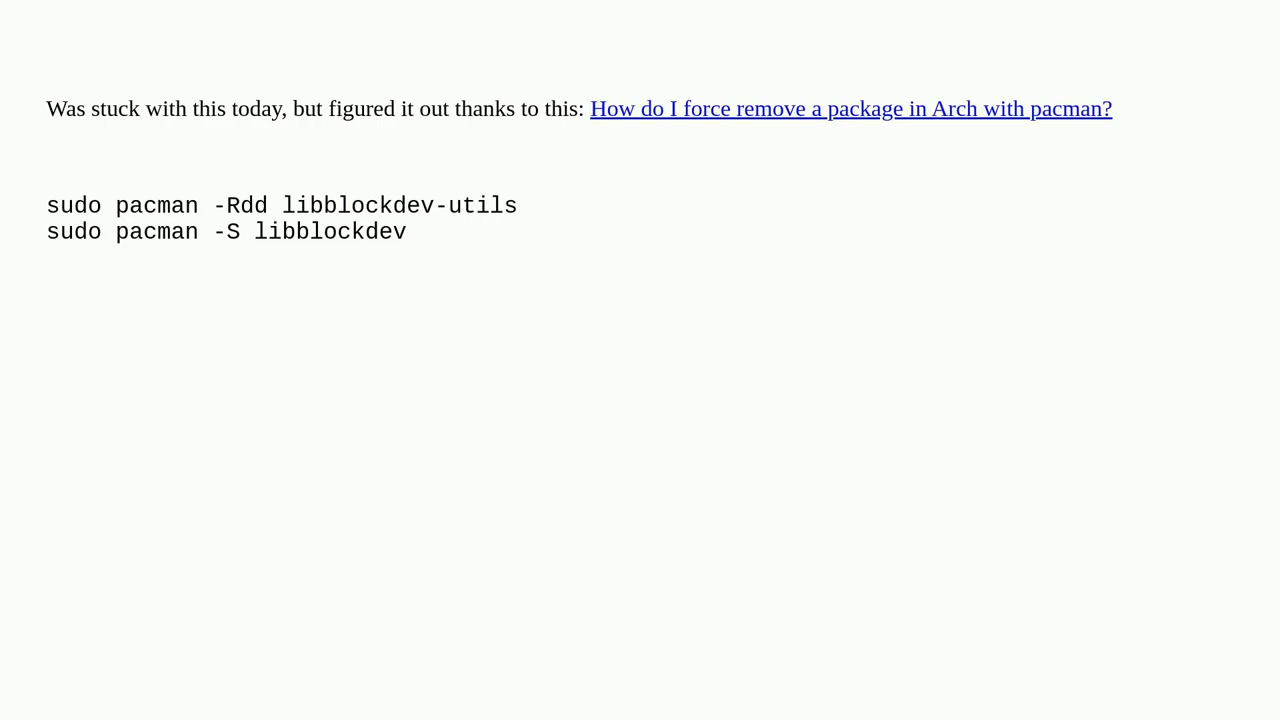 Was stuck with this today, but figured it out thanks to this: How do I force remove a package in Arch with pacman?
sudo pacman -Rdd libblockdev-utils
sudo pacman -S libblockdev